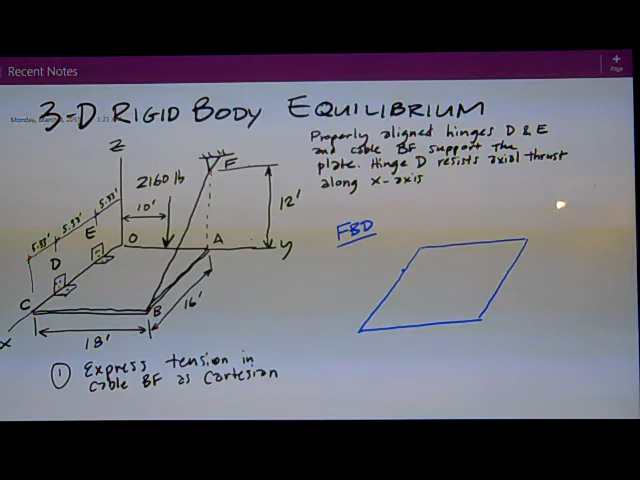 Recent Notes
+
Page
3-D RIGID BODY EQUILIBRIUM
Properly aligned hinges D & E
and cable BF support the
plate. Hinge D resists axial thrust
along x-axis
Z
F
2160 lb
5.33'
5.33'
5.33'
10'
12'
E
O
A
y
D
C
B
16'
x
18'
FBD
① Express tension in
cable BF as Cartesian